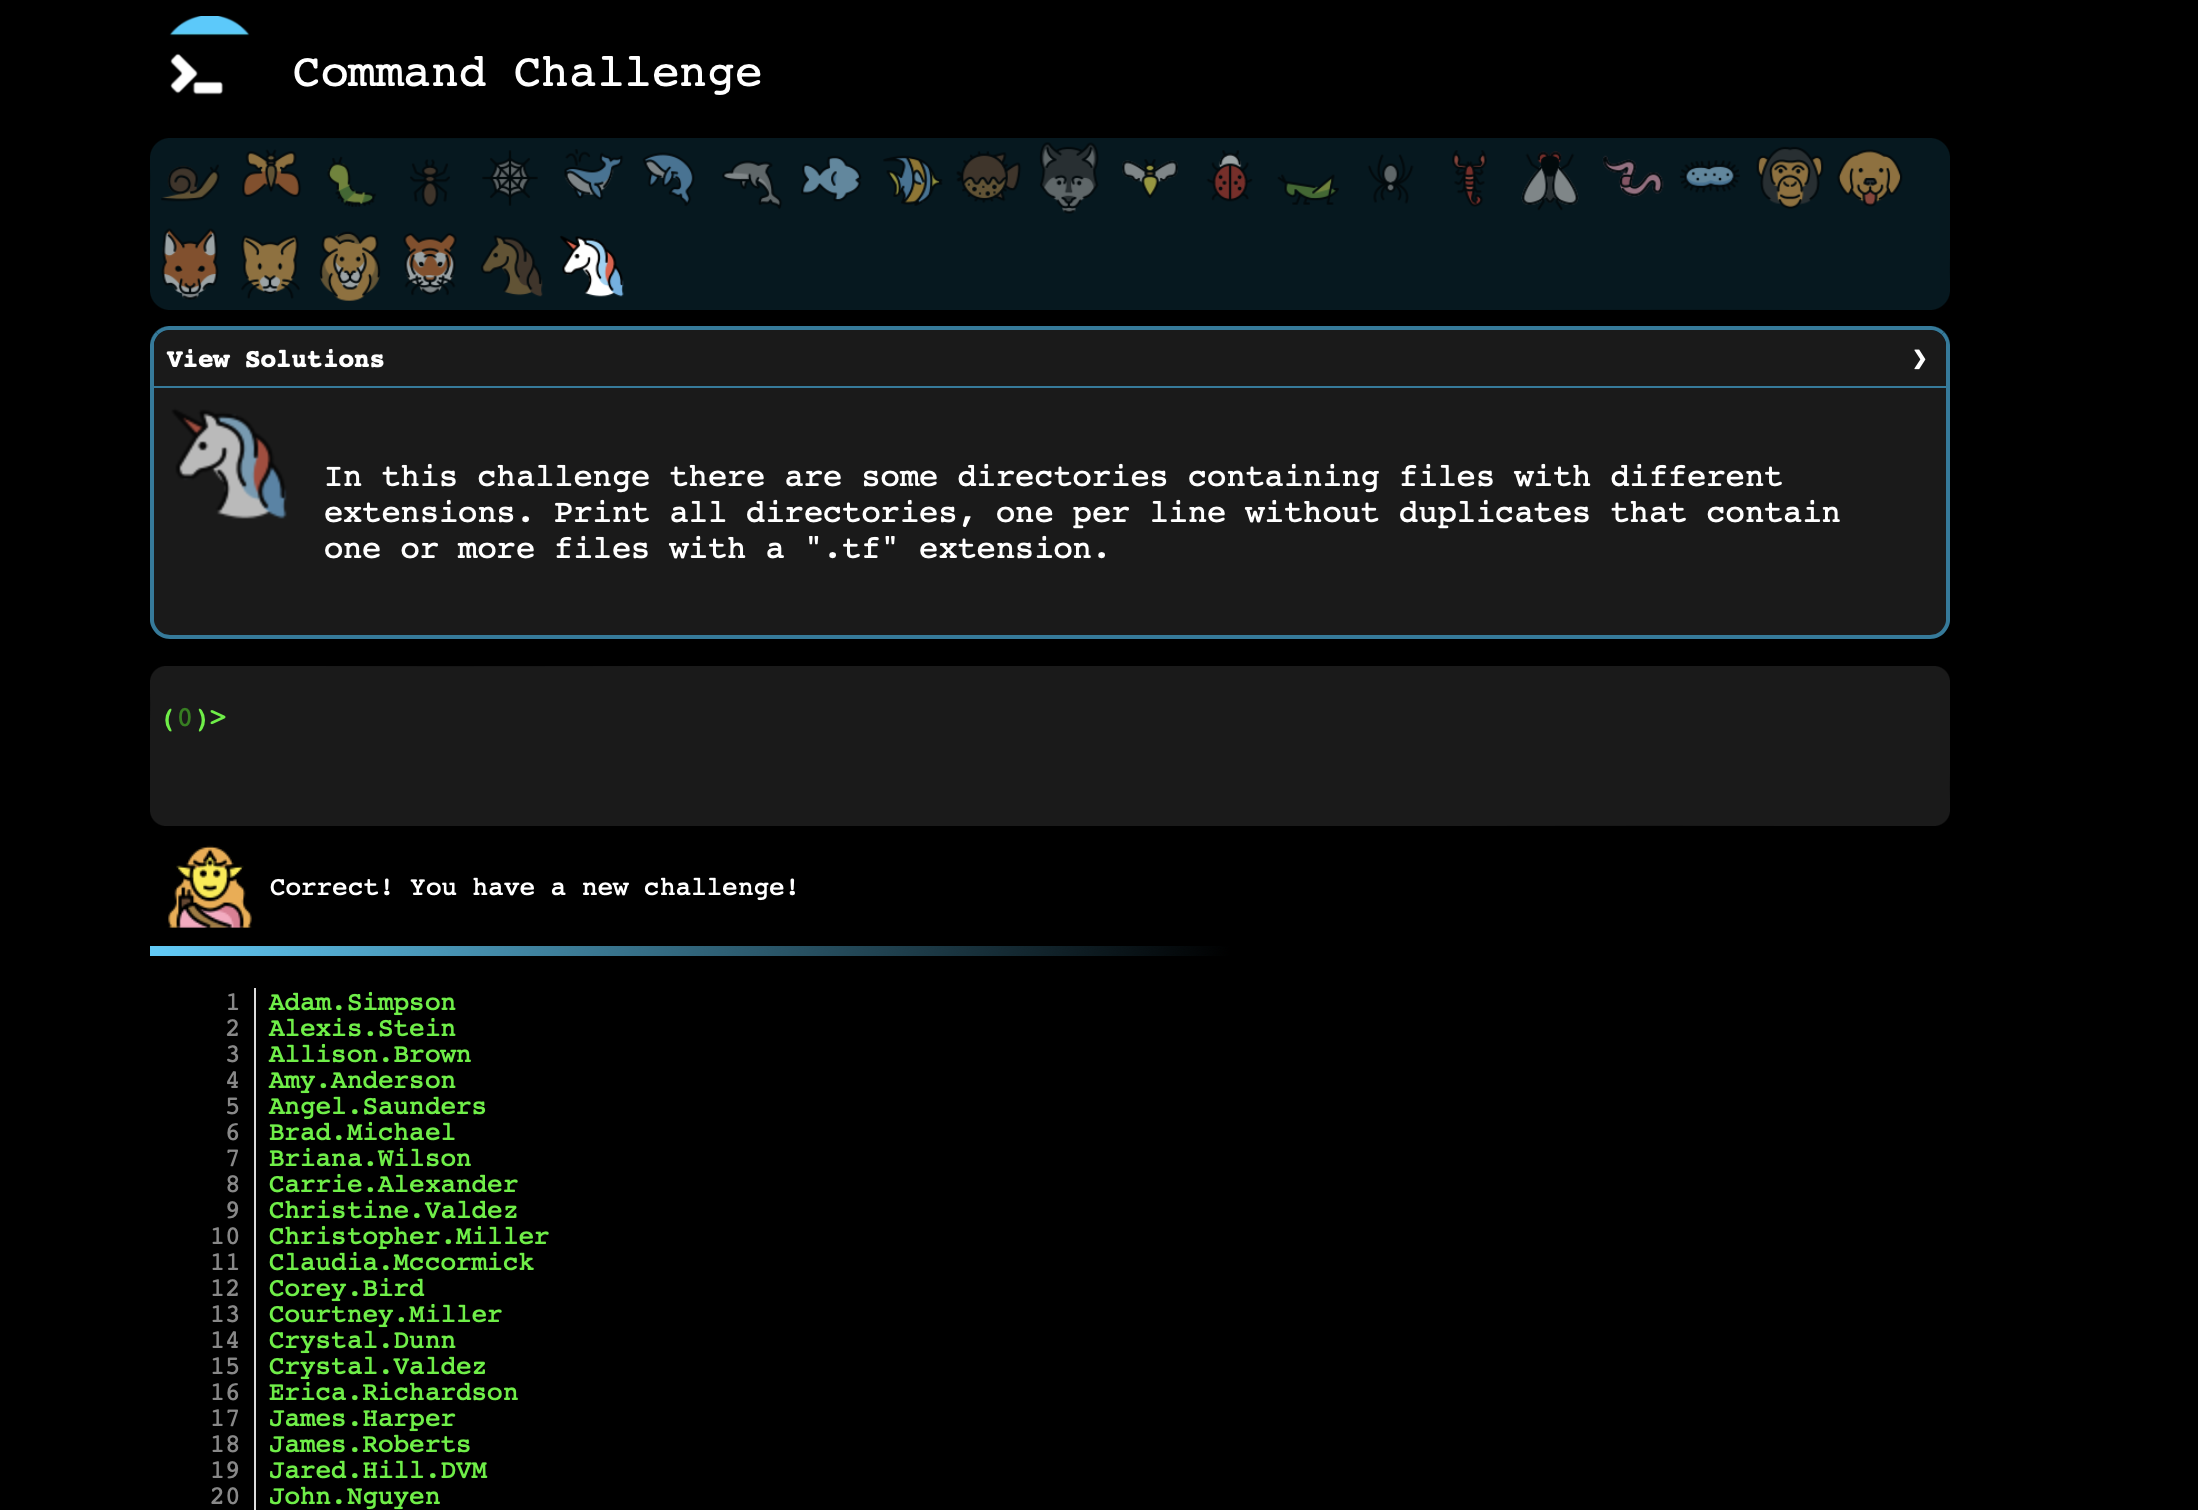 Command Challenge
View Solutions
In this challenge there are some directories containing files with different
extensions. Print all directories, one per line without duplicates that contain
one or more files with a ".tf" extension.
(0)>
Correct! You have a new challenge!
1 Adam.Simpson
2 Alexis.Stein
3 Allison.Brown
4 Amy.Anderson
5 Angel.Saunders
6 Brad.Michael
7 Briana.Wilson
8 Carrie.Alexander
9 Christine.Valdez
10 Christopher.Miller
11 Claudia.Mccormick
12 Corey.Bird
13 Courtney.Miller
14 Crystal.Dunn
15 Crystal.Valdez
16 Erica.Richardson
17 James.Harper
18 James.Roberts
19 Jared.Hill.DVM
20 John.Nguyen